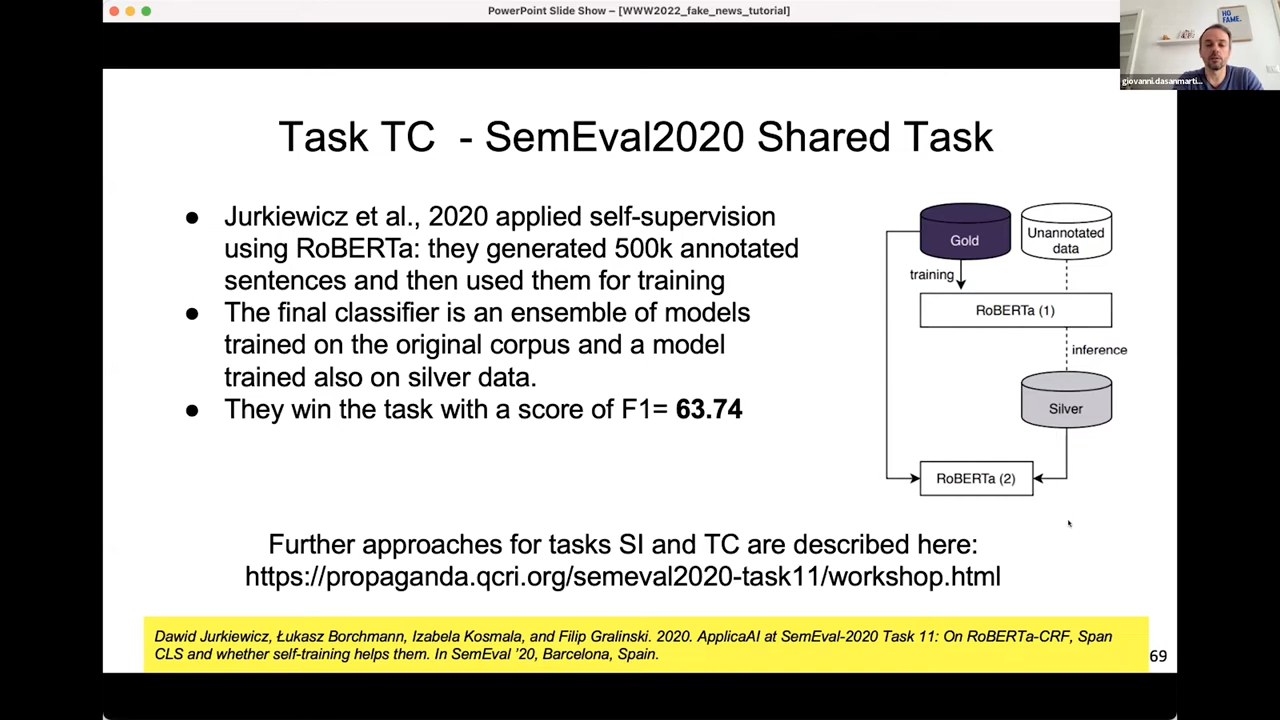 PowerPoint Slide Show – [WWW2022_fake_news_tutorial]
HQ
FAME.
giovanni.dasanmarti...
Task TC - SemEval2020 Shared Task
● Jurkiewicz et al., 2020 applied self-supervision
using RoBERTa: they generated 500k annotated
sentences and then used them for training
● The final classifier is an ensemble of models
trained on the original corpus and a model
trained also on silver data.
● They win the task with a score of F1= 63.74
Gold
Unannotated
data
training
RoBERTa (1)
inference
Silver
RoBERTa (2)
Further approaches for tasks SI and TC are described here:
https://propaganda.qcri.org/semeval2020-task11/workshop.html
Dawid Jurkiewicz, Łukasz Borchmann, Izabela Kosmala, and Filip Gralinski. 2020. ApplicaAI at SemEval-2020 Task 11: On RoBERTa-CRF, Span
CLS and whether self-training helps them. In SemEval ’20, Barcelona, Spain.
69